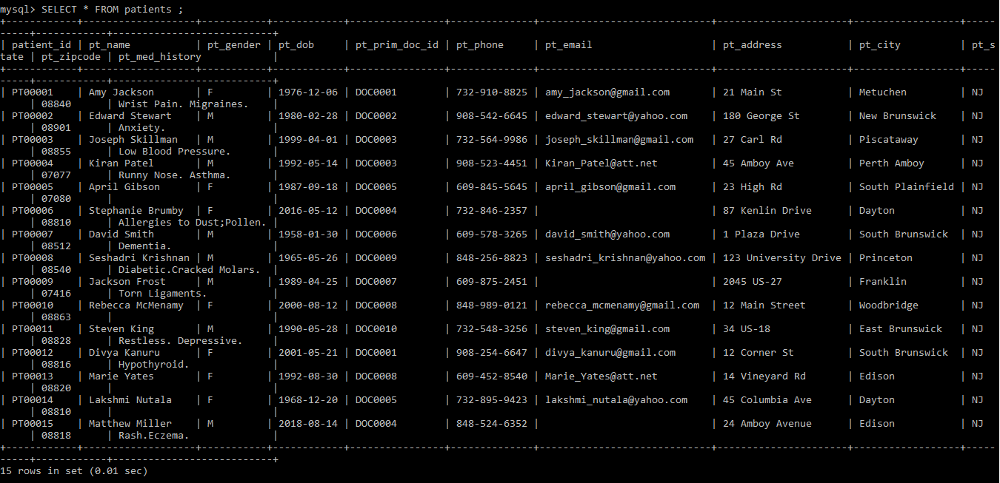 mysql> SELECT * FROM patients ;
+------------+-------------------+-----------+------------+----------------+--------------+-----------------------------+----------------------+------------------+-----
-----+------------+---------------------------+
| patient_id | pt_name           | pt_gender | pt_dob     | pt_prim_doc_id | pt_phone     | pt_email                    | pt_address           | pt_city          | pt_s
tate | pt_zipcode | pt_med_history            |
+------------+-------------------+-----------+------------+----------------+--------------+-----------------------------+----------------------+------------------+-----
-----+------------+---------------------------+
| PT00001    | Amy Jackson       | F         | 1976-12-06 | DOC0001        | 732-910-8825 | amy_jackson@gmail.com       | 21 Main St           | Metuchen         | NJ
     | 08840      | Wrist Pain. Migraines.    |
| PT00002    | Edward Stewart    | M         | 1980-02-28 | DOC0002        | 908-542-6645 | edward_stewart@yahoo.com    | 180 George St        | New Brunswick    | NJ
     | 08901      | Anxiety.                  |
| PT00003    | Joseph Skillman   | M         | 1999-04-01 | DOC0003        | 732-564-9986 | joseph_skillman@gmail.com   | 27 Carl Rd           | Piscataway       | NJ
     | 08855      | Low Blood Pressure.       |
| PT00004    | Kiran Patel       | M         | 1992-05-14 | DOC0003        | 908-523-4451 | Kiran_Patel@att.net         | 45 Amboy Ave         | Perth Amboy      | NJ
     | 07077      | Runny Nose. Asthma.       |
| PT00005    | April Gibson      | F         | 1987-09-18 | DOC0005        | 609-845-5645 | april_gibson@gmail.com      | 23 High Rd           | South Plainfield | NJ
     | 07080      |                           |
| PT00006    | Stephanie Brumby  | F         | 2016-05-12 | DOC0004        | 732-846-2357 |                             | 87 Kenlin Drive      | Dayton           | NJ
     | 08810      | Allergies to Dust;Pollen. |
| PT00007    | David Smith       | M         | 1958-01-30 | DOC0006        | 609-578-3265 | david_smith@yahoo.com       | 1 Plaza Drive        | South Brunswick  | NJ
     | 08512      | Dementia.                 |
| PT00008    | Seshadri Krishnan | M         | 1965-05-26 | DOC0009        | 848-256-8823 | seshadri_krishnan@yahoo.com | 123 University Drive | Princeton        | NJ
     | 08540      | Diabetic.Cracked Molars.  |
| PT00009    | Jackson Frost     | M         | 1989-04-25 | DOC0007        | 609-875-2451 |                             | 2045 US-27           | Franklin         | NJ
     | 07416      | Torn Ligaments.           |
| PT00010    | Rebecca McMenamy  | F         | 2000-08-12 | DOC0008        | 848-989-0121 | rebecca_mcmenamy@gmail.com  | 12 Main Street       | Woodbridge       | NJ
     | 08863      |                           |
| PT00011    | Steven King       | M         | 1990-05-28 | DOC0010        | 732-548-3256 | steven_king@gmail.com       | 34 US-18             | East Brunswick   | NJ
     | 08828      | Restless. Depressive.     |
| PT00012    | Divya Kanuru      | F         | 2001-05-21 | DOC0001        | 908-254-6647 | divya_kanuru@gmail.com      | 12 Corner St         | South Brunswick  | NJ
     | 08816      | Hypothyroid.              |
| PT00013    | Marie Yates       | F         | 1992-08-30 | DOC0008        | 609-452-8540 | Marie_Yates@att.net         | 14 Vineyard Rd       | Edison           | NJ
     | 08820      |                           |
| PT00014    | Lakshmi Nutala    | F         | 1968-12-20 | DOC0005        | 732-895-9423 | lakshmi_nutala@yahoo.com    | 45 Columbia Ave      | Dayton           | NJ
     | 08810      |                           |
| PT00015    | Matthew Miller    | M         | 2018-08-14 | DOC0004        | 848-524-6352 |                             | 24 Amboy Avenue      | Edison           | NJ
     | 08818      | Rash.Eczema.              |
+------------+-------------------+-----------+------------+----------------+--------------+-----------------------------+----------------------+------------------+-----
-----+------------+---------------------------+
15 rows in set (0.01 sec)